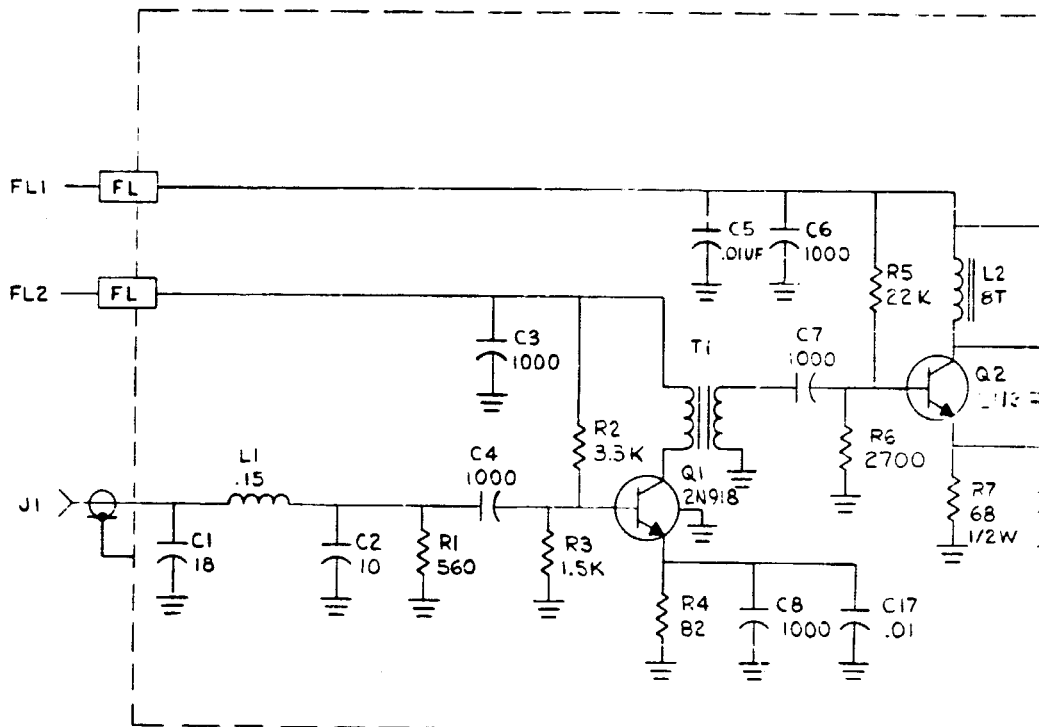 FL1
FL
C5
.01UF
C6
1000
R5
22K
L2
8T
FL2
FL
C3
1000
T1
C7
1000
Q2
R2
3.3K
L1
.15
C4
1000
Q1
2N918
R6
2700
J1
C1
18
C2
10
R1
560
R3
1.5K
R7
68
1/2W
R4
82
C8
1000
C17
.01